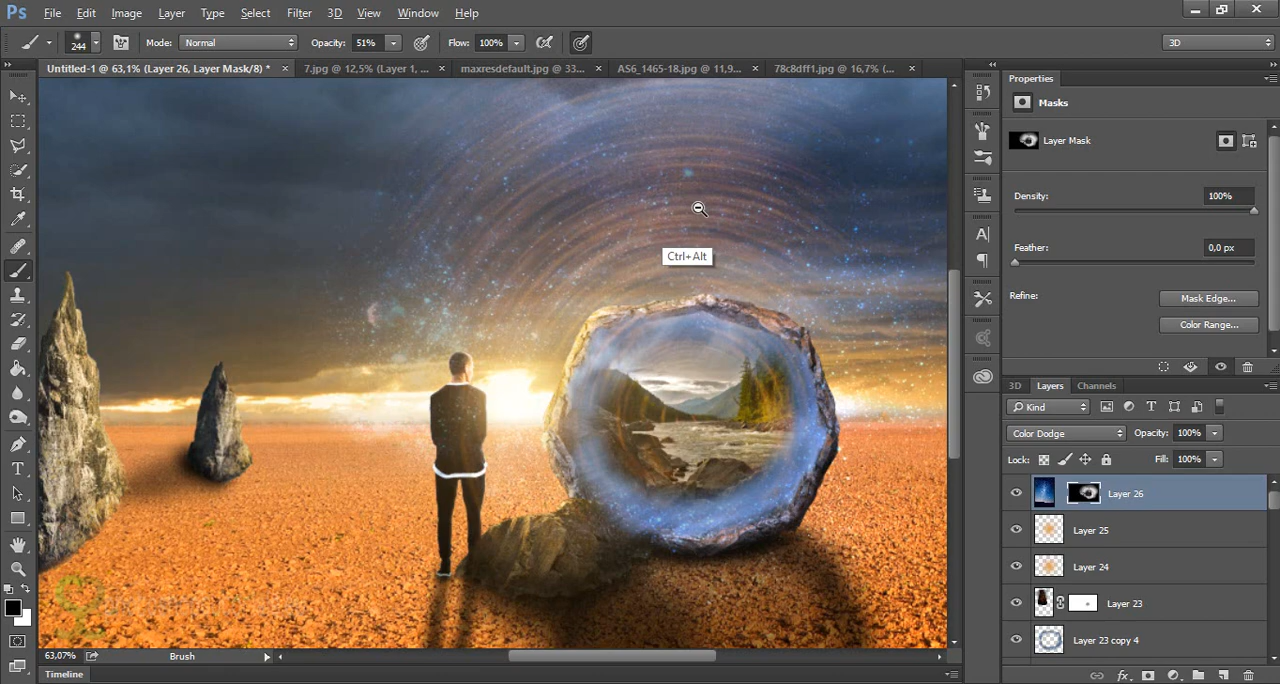 Ps File Edit Image Layer Type Select Filter 3D View Window Help
244 Mode: Normal Opacity: 51% Flow: 100% 3D
Untitled-1 @ 63,1% (Layer 26, Layer Mask/8) * × 7.jpg @ 12,5% (Layer 1, ... × maxresdefault.jpg @ 33... × AS6_1465-18.jpg @ 11,9... × 78c8dff1.jpg @ 16,7% (... ×
Properties
Masks
Layer Mask
Density: 100%
Feather: 0,0 px
Refine: Mask Edge...
Color Range...
Ctrl+Alt
3D Layers Channels
Kind
Color Dodge Opacity: 100%
Lock: Fill: 100%
Layer 26
Layer 25
Layer 24
Layer 23
Layer 23 copy 4
63,07% Brush
Timeline